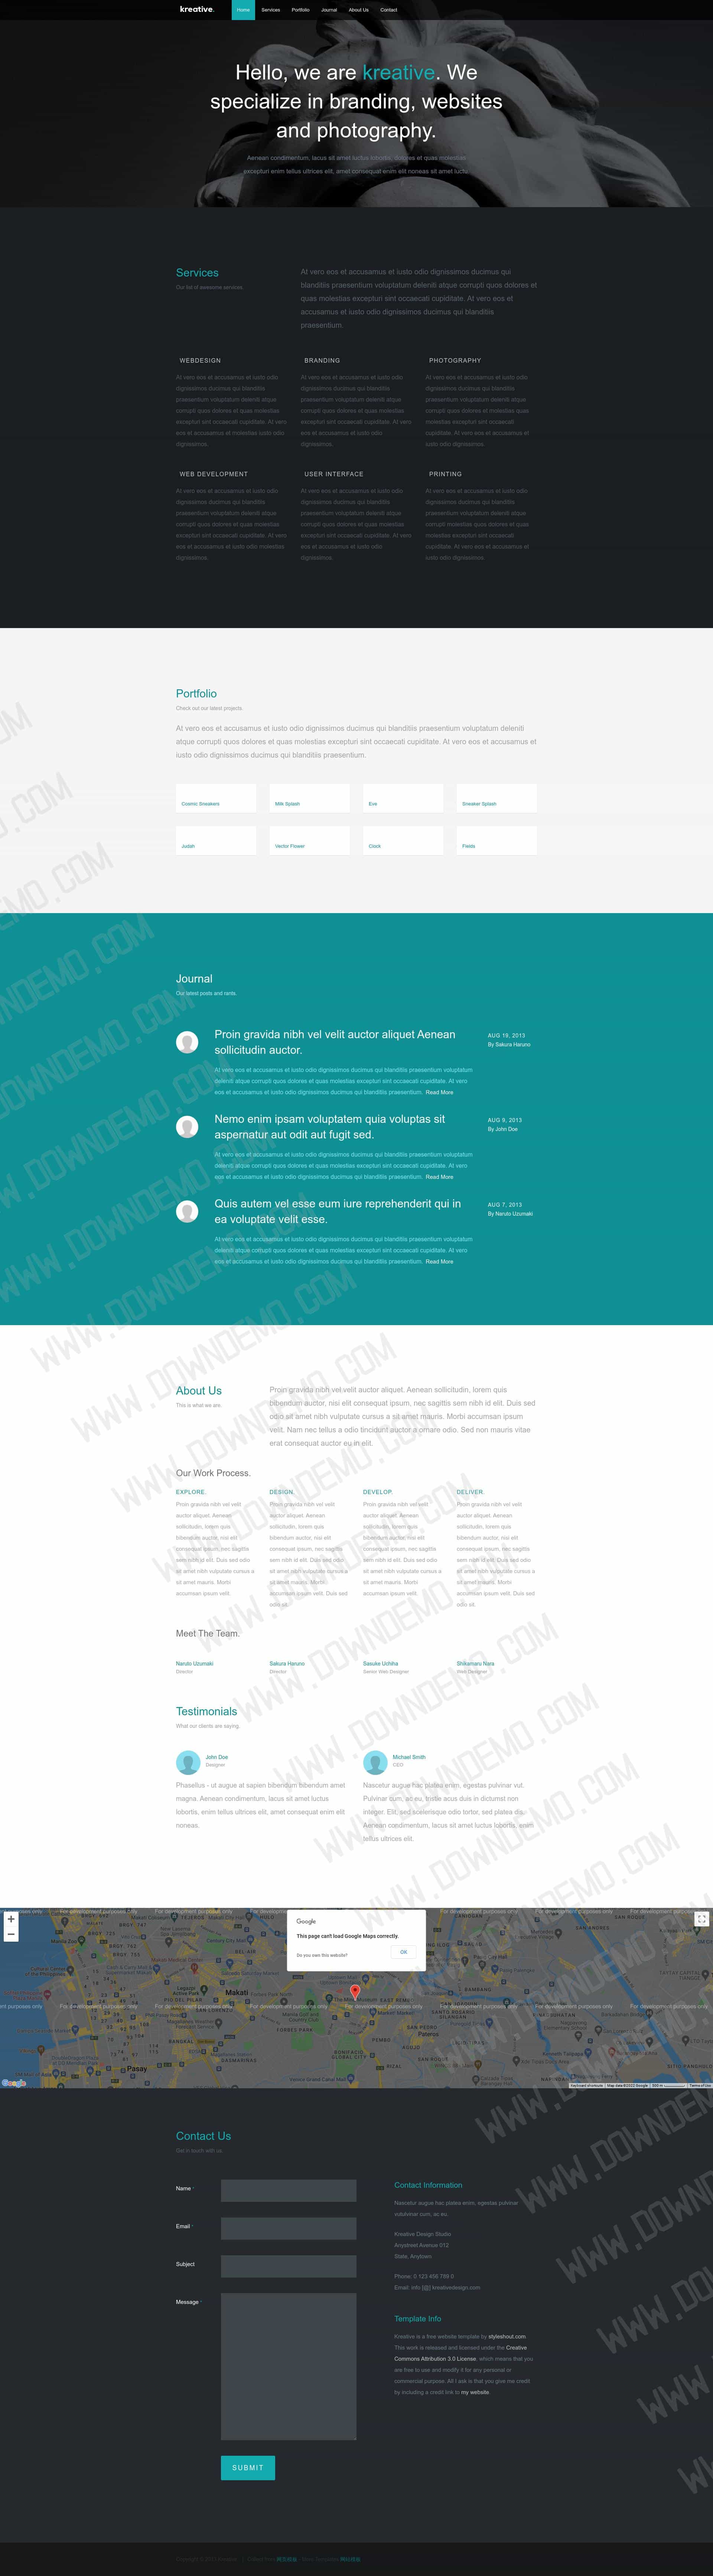 kreative.
Home Services Portfolio Journal About Us Contact
Hello, we are kreative. We
specialize in branding, websites
and photography.
Aenean condimentum, lacus sit amet luctus lobortis, dolores et quas molestias
excepturi enim tellus ultrices elit, amet consequat enim elit noneas sit amet luctu.
Services
Our list of awesome services.
At vero eos et accusamus et iusto odio dignissimos ducimus qui
blanditiis praesentium voluptatum deleniti atque corrupti quos dolores et
quas molestias excepturi sint occaecati cupiditate. At vero eos et
accusamus et iusto odio dignissimos ducimus qui blanditiis
praesentium.
WEBDESIGN
At vero eos et accusamus et iusto odio
dignissimos ducimus qui blanditiis
praesentium voluptatum deleniti atque
corrupti quos dolores et quas molestias
excepturi sint occaecati cupiditate. At vero
eos et accusamus et molestias iusto odio
dignissimos.
BRANDING
At vero eos et accusamus et iusto odio
dignissimos ducimus qui blanditiis
praesentium voluptatum deleniti atque
corrupti quos dolores et quas molestias
excepturi sint occaecati cupiditate. At vero
eos et accusamus et iusto odio
dignissimos.
PHOTOGRAPHY
At vero eos et accusamus et iusto odio
dignissimos ducimus qui blanditiis
praesentium voluptatum deleniti atque
corrupti quos dolores et molestias quas
molestias excepturi sint occaecati
cupiditate. At vero eos et accusamus et
iusto odio dignissimos.
WEB DEVELOPMENT
At vero eos et accusamus et iusto odio
dignissimos ducimus qui blanditiis
praesentium voluptatum deleniti atque
corrupti quos dolores et quas molestias
excepturi sint occaecati cupiditate. At vero
eos et accusamus et iusto odio molestias
dignissimos.
USER INTERFACE
At vero eos et accusamus et iusto odio
dignissimos ducimus qui blanditiis
praesentium voluptatum deleniti atque
corrupti quos dolores et quas molestias
excepturi sint occaecati cupiditate. At vero
eos et accusamus et iusto odio
dignissimos.
PRINTING
At vero eos et accusamus et iusto odio
dignissimos ducimus qui blanditiis
praesentium voluptatum deleniti atque
corrupti molestias quos dolores et quas
molestias excepturi sint occaecati
cupiditate. At vero eos et accusamus et
iusto odio dignissimos.
Portfolio
Check out our latest projects.
At vero eos et accusamus et iusto odio dignissimos ducimus qui blanditiis praesentium voluptatum deleniti
atque corrupti quos dolores et quas molestias excepturi sint occaecati cupiditate. At vero eos et accusamus et
iusto odio dignissimos ducimus qui blanditiis praesentium.
Cosmic Sneakers Milk Splash Eve Sneaker Splash
Judah Vector Flower Clock Fields
Journal
Our latest posts and rants.
Proin gravida nibh vel velit auctor aliquet Aenean
sollicitudin auctor.
AUG 19, 2013
By Sakura Haruno
At vero eos et accusamus et iusto odio dignissimos ducimus qui blanditiis praesentium voluptatum
deleniti atque corrupti quos dolores et quas molestias excepturi sint occaecati cupiditate. At vero
eos et accusamus et iusto odio dignissimos ducimus qui blanditiis praesentium. Read More
Nemo enim ipsam voluptatem quia voluptas sit
aspernatur aut odit aut fugit sed.
AUG 9, 2013
By John Doe
At vero eos et accusamus et iusto odio dignissimos ducimus qui blanditiis praesentium voluptatum
deleniti atque corrupti quos dolores et quas molestias excepturi sint occaecati cupiditate. At vero
eos et accusamus et iusto odio dignissimos ducimus qui blanditiis praesentium. Read More
Quis autem vel esse eum iure reprehenderit qui in
ea voluptate velit esse.
AUG 7, 2013
By Naruto Uzumaki
At vero eos et accusamus et iusto odio dignissimos ducimus qui blanditiis praesentium voluptatum
deleniti atque corrupti quos dolores et quas molestias excepturi sint occaecati cupiditate. At vero
eos et accusamus et iusto odio dignissimos ducimus qui blanditiis praesentium. Read More
About Us
This is what we are.
Proin gravida nibh vel velit auctor aliquet. Aenean sollicitudin, lorem quis
bibendum auctor, nisi elit consequat ipsum, nec sagittis sem nibh id elit. Duis sed
odio sit amet nibh vulputate cursus a sit amet mauris. Morbi accumsan ipsum
velit. Nam nec tellus a odio tincidunt auctor a ornare odio. Sed non mauris vitae
erat consequat auctor eu in elit.
Our Work Process.
EXPLORE.
Proin gravida nibh vel velit
auctor aliquet. Aenean
sollicitudin, lorem quis
bibendum auctor, nisi elit
consequat ipsum, nec sagittis
sem nibh id elit. Duis sed odio
sit amet nibh vulputate cursus a
sit amet mauris. Morbi
accumsan ipsum velit.
DESIGN.
Proin gravida nibh vel velit
auctor aliquet. Aenean
sollicitudin, lorem quis
bibendum auctor, nisi elit
consequat ipsum, nec sagittis
sem nibh id elit. Duis sed odio
sit amet nibh vulputate cursus a
sit amet mauris. Morbi
accumsan ipsum velit. Duis sed
odio sit.
DEVELOP.
Proin gravida nibh vel velit
auctor aliquet. Aenean
sollicitudin, lorem quis
bibendum auctor, nisi elit
consequat ipsum, nec sagittis
sem nibh id elit. Duis sed odio
sit amet nibh vulputate cursus a
sit amet mauris. Morbi
accumsan ipsum velit.
DELIVER.
Proin gravida nibh vel velit
auctor aliquet. Aenean
sollicitudin, lorem quis
bibendum auctor, nisi elit
consequat ipsum, nec sagittis
sem nibh id elit. Duis sed odio
sit amet nibh vulputate cursus a
sit amet mauris. Morbi
accumsan ipsum velit. Duis sed
odio sit.
Meet The Team.
Naruto Uzumaki
Director
Sakura Haruno
Director
Sasuke Uchiha
Senior Web Designer
Shikamaru Nara
Web Designer
Testimonials
What our clients are saying.
John Doe
Designer
Phasellus - ut augue at sapien bibendum bibendum amet
magna. Aenean condimentum, lacus sit amet luctus
lobortis, enim tellus ultrices elit, amet consequat enim elit
noneas.
Michael Smith
CEO
Nascetur augue hac platea enim, egestas pulvinar vut.
Pulvinar cum, ac eu, tristic acus duis in dictumst non
integer. Elit, sed scelerisque odio tortor, sed platea dis.
Aenean condimentum, lacus sit amet luctus lobortis, enim
tellus ultrices elit.
Google
This page can't load Google Maps correctly.
Do you own this website? OK
For development purposes only
Makati
Pasay
Pateros
Google
Keyboard shortcuts Map data ©2022 Google 500 m Terms of Use
Contact Us
Get in touch with us.
Name *
Email *
Subject
Message *
SUBMIT
Contact Information
Nascetur augue hac platea enim, egestas pulvinar
vutulvinar cum, ac eu.
Kreative Design Studio
Anystreet Avenue 012
State, Anytown
Phone: 0 123 456 789 0
Email: info [@] kreativedesign.com
Template Info
Kreative is a free website template by styleshout.com.
This work is released and licensed under the Creative
Commons Attribution 3.0 License, which means that you
are free to use and modify it for any personal or
commercial purpose. All I ask is that you give me credit
by including a credit link to my website.
WWW.DOWNDEMO.COM